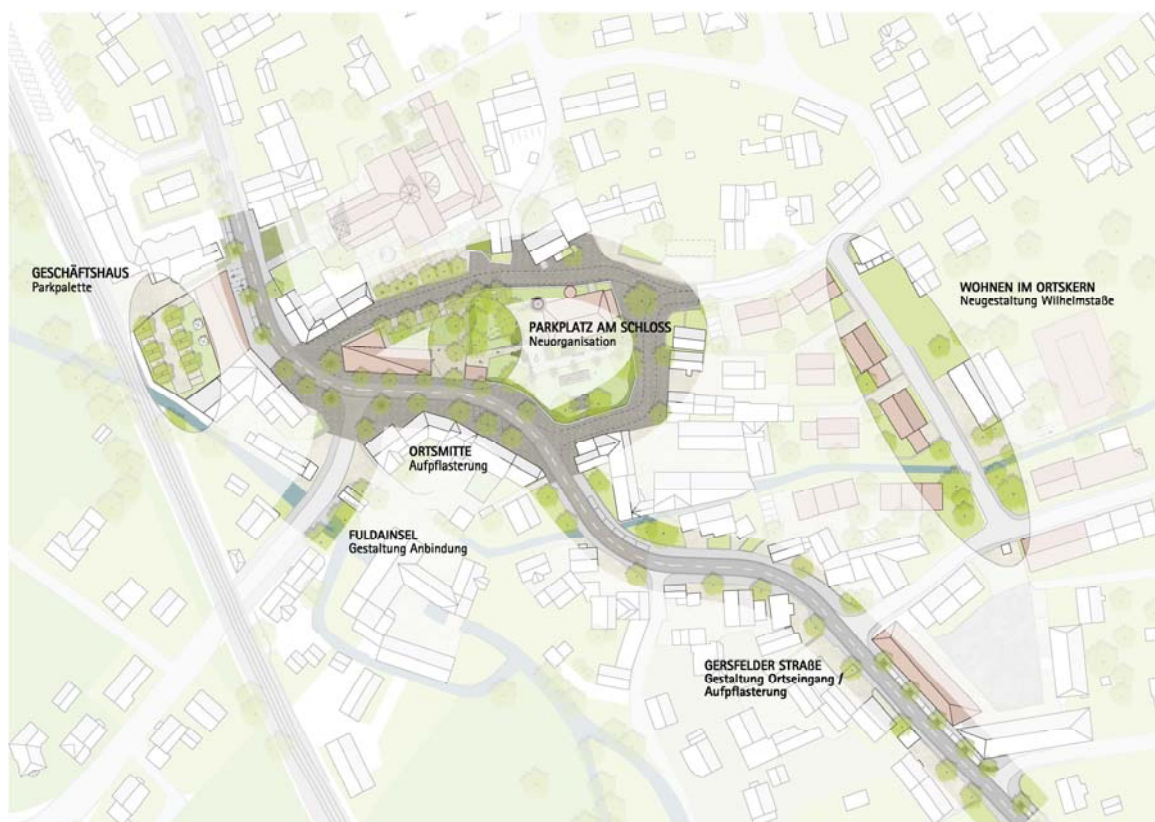 GESCHÄFTSHAUS
Parkpalette
WOHNEN IM ORTSKERN
Neugestaltung Wilhelmstaße
PARKPLATZ AM SCHLOSS
Neuorganisation
ORTSMITTE
Aufpflasterung
FULDAINSEL
Gestaltung Anbindung
GERSFELDER STRAßE
Gestaltung Ortseingang /
Aufpflasterung